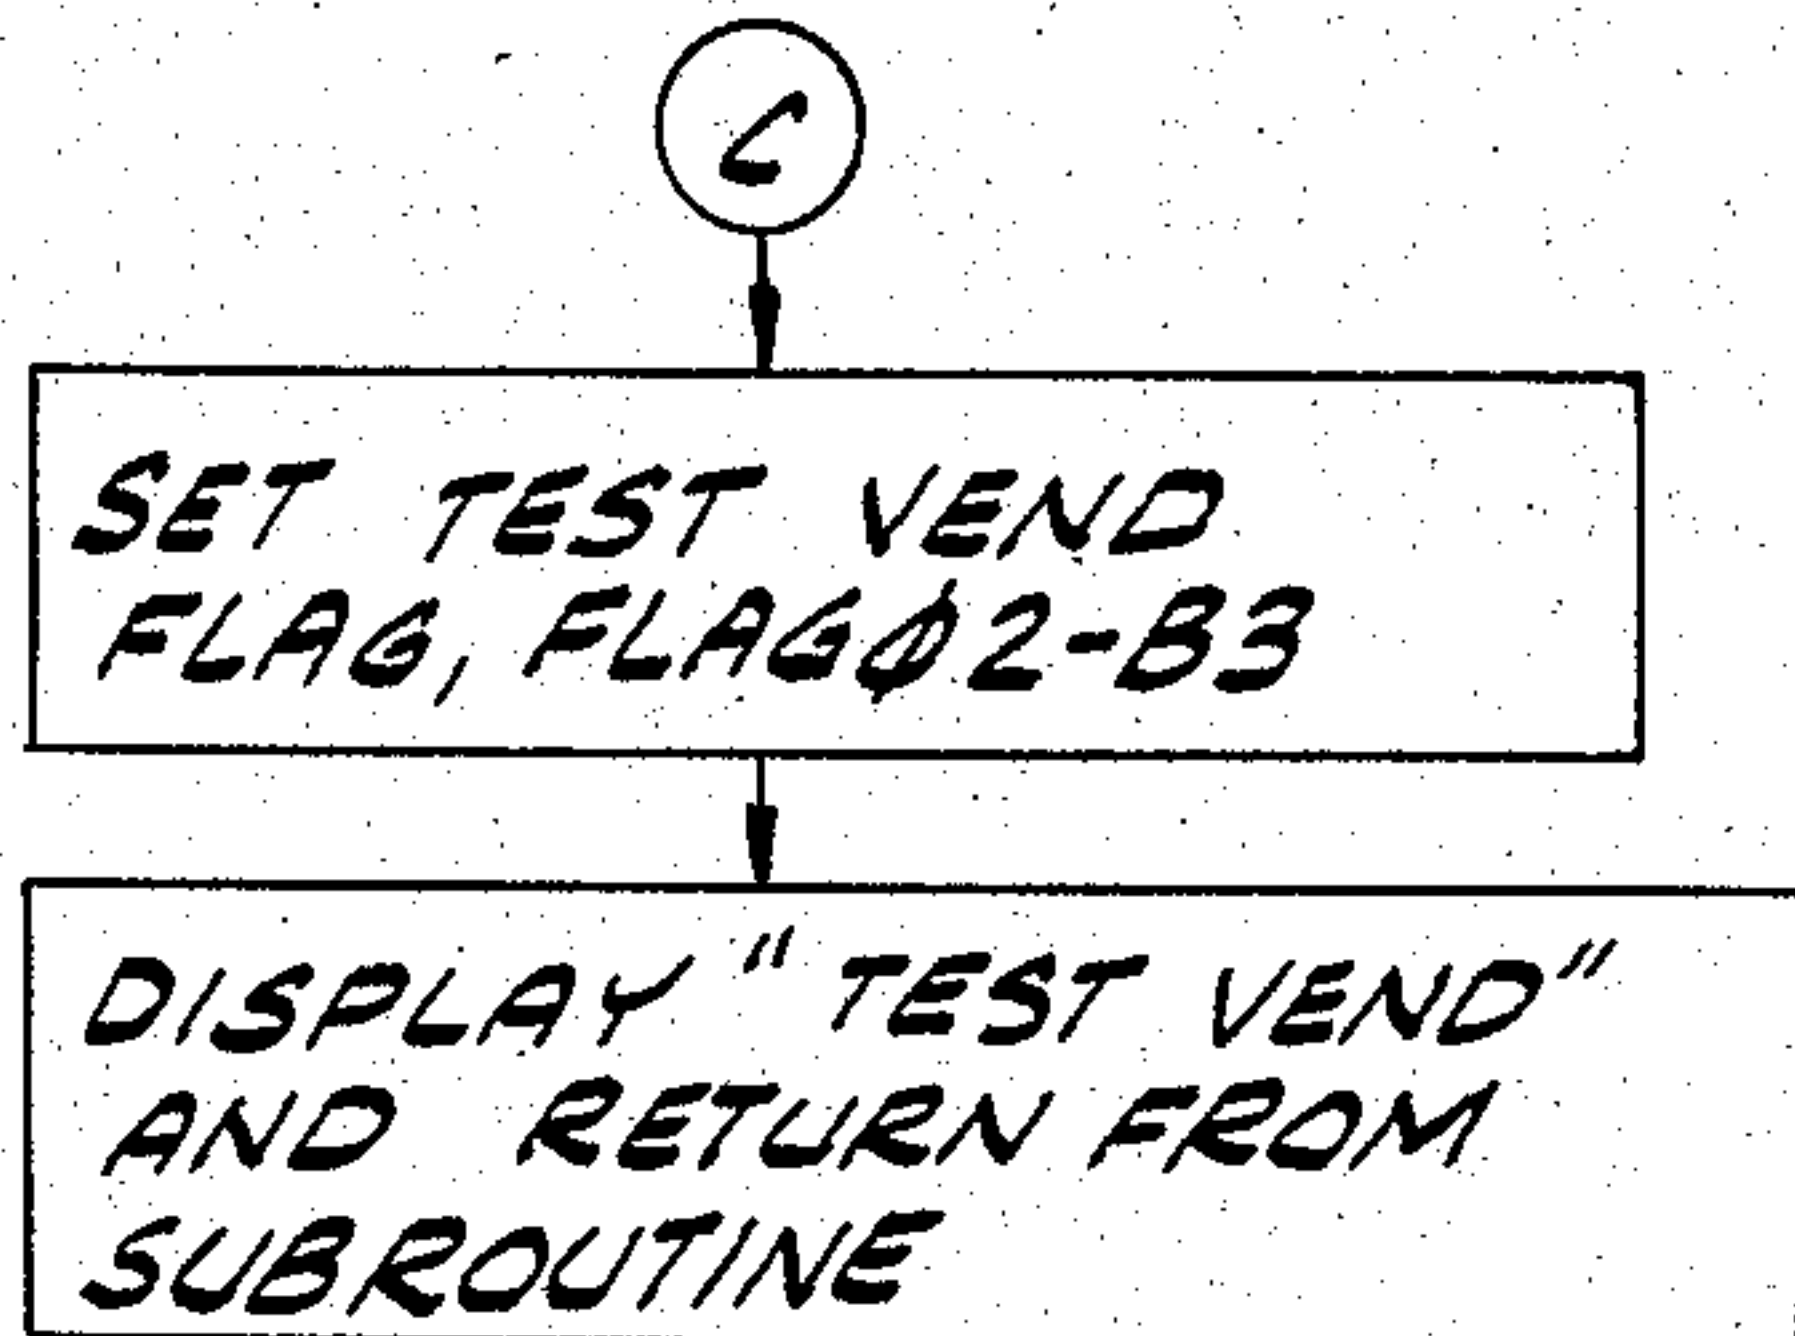 C
SET TEST VEND
FLAG, FLAGØ2-B3
DISPLAY "TEST VEND"
AND RETURN FROM
SUBROUTINE